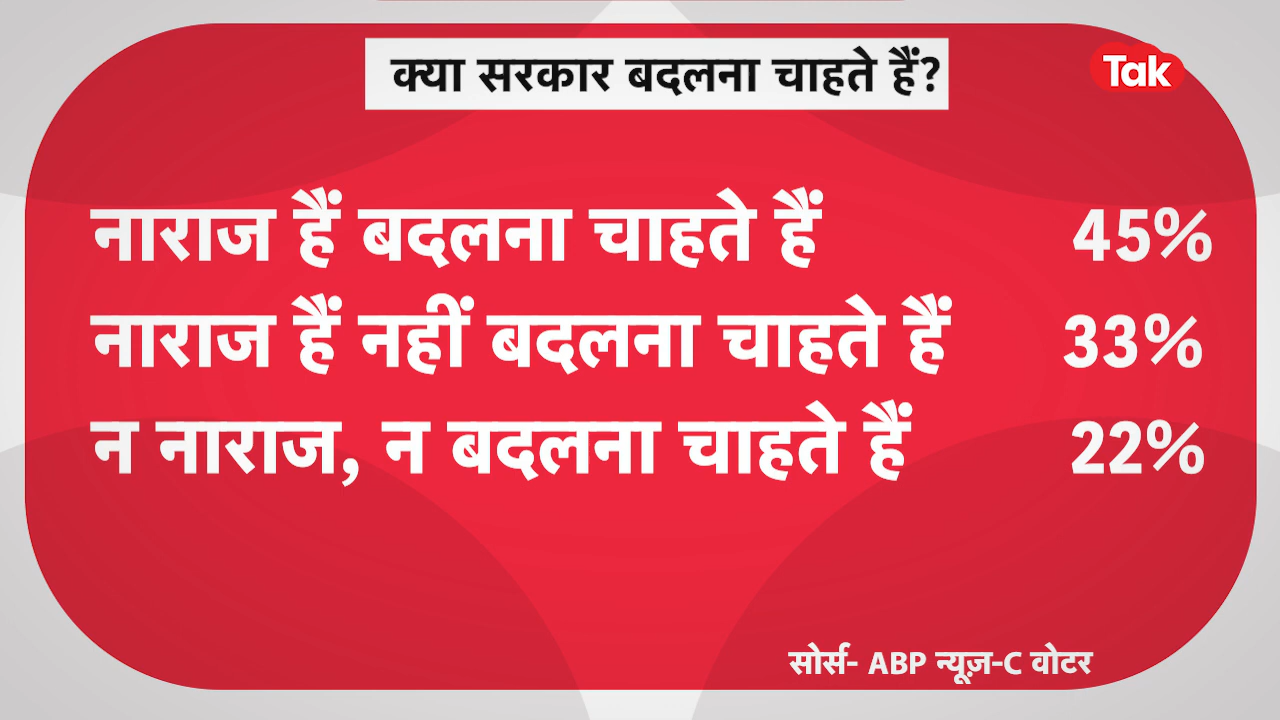 क्या सरकार बदलना चाहते हैं?
Tak
नाराज हैं बदलना चाहते हैं 45%
नाराज हैं नहीं बदलना चाहते हैं 33%
न नाराज, न बदलना चाहते हैं 22%
सोर्स- ABP न्यूज़-C वोटर